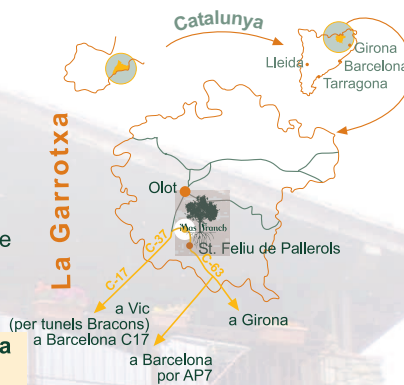 Catalunya
Girona
Lleida
Barcelona
Tarragona
La Garrotxa
Olot
Mas Branch
St. Feliu de Pallerols
C-37
C-17
C-63
e
a Vic
(per tunels Bracons)
a Barcelona C17
a Girona
a
a Barcelona
por AP7